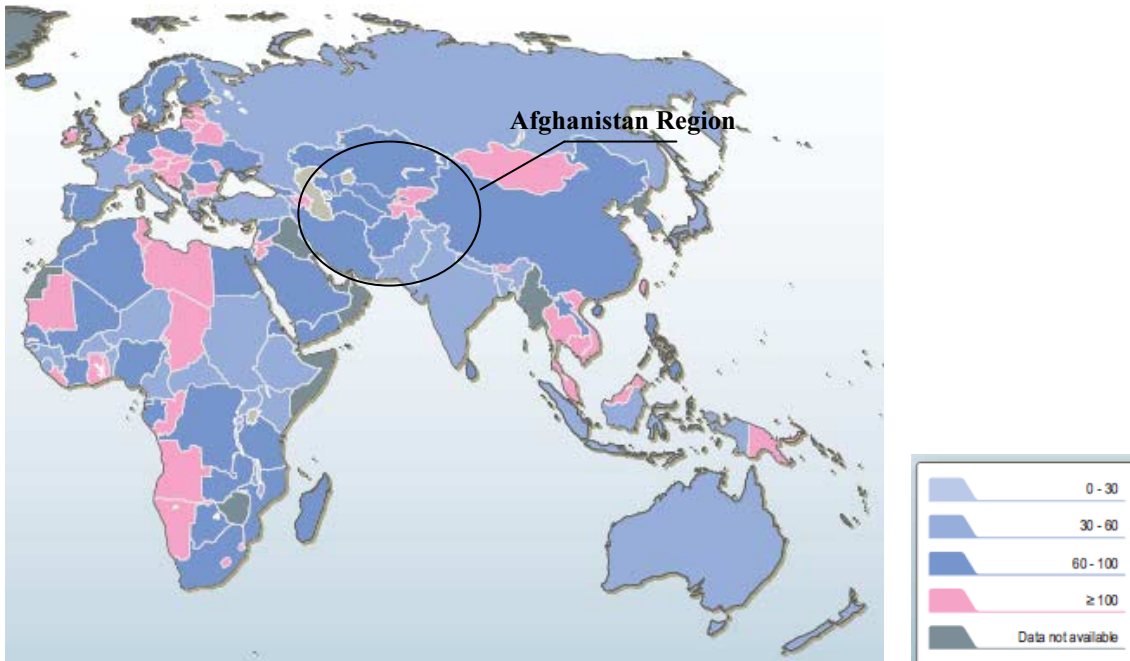 Afghanistan Region
0 - 30
30 - 60
60 - 100
≥ 100
Data not available